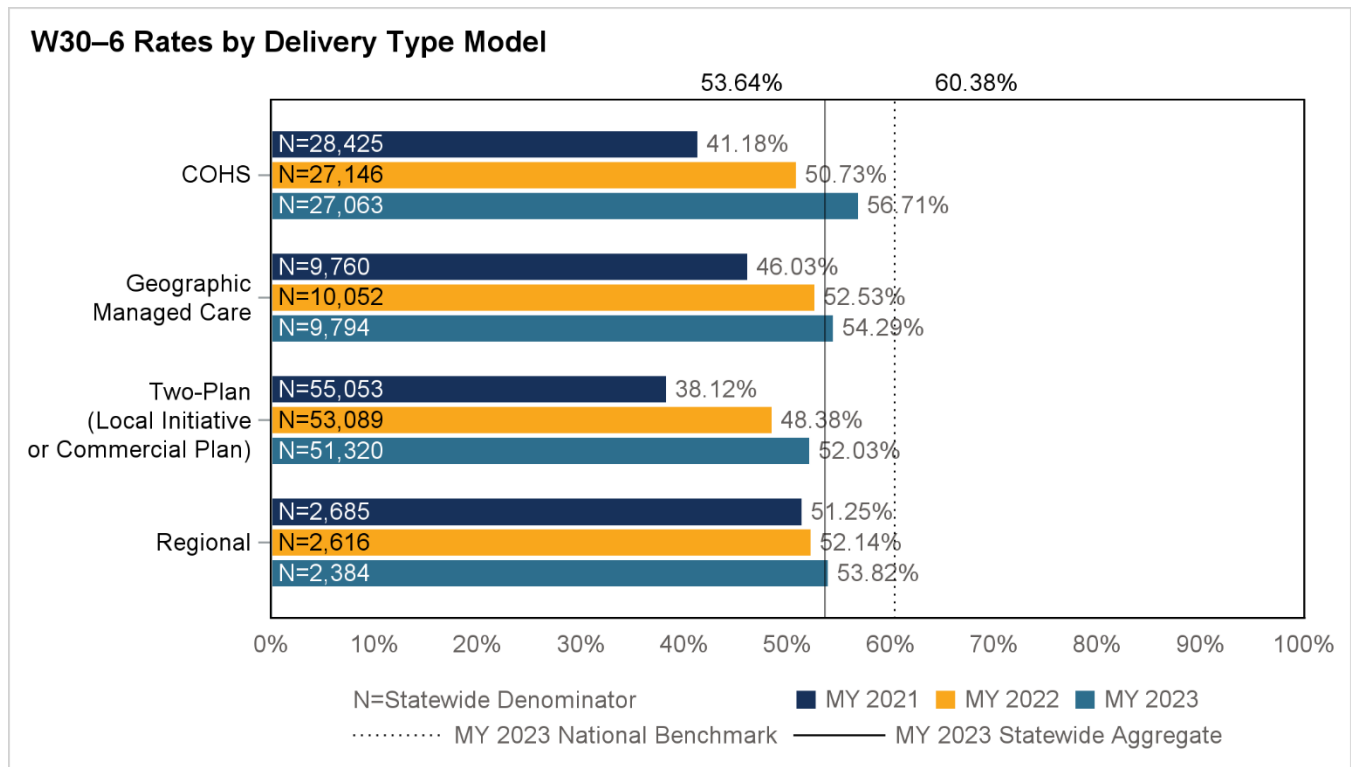 W30–6 Rates by Delivery Type Model
53.64% 60.38%
COHS
N=28,425 41.18%
N=27,146 50.73%
N=27,063 56.71%
Geographic
Managed Care
N=9,760 46.03%
N=10,052 52.53%
N=9,794 54.29%
Two-Plan
(Local Initiative
or Commercial Plan)
N=55,053 38.12%
N=53,089 48.38%
N=51,320 52.03%
Regional
N=2,685 51.25%
N=2,616 52.14%
N=2,384 53.82%
0% 10% 20% 30% 40% 50% 60% 70% 80% 90% 100%
N=Statewide Denominator MY 2021 MY 2022 MY 2023
MY 2023 National Benchmark MY 2023 Statewide Aggregate